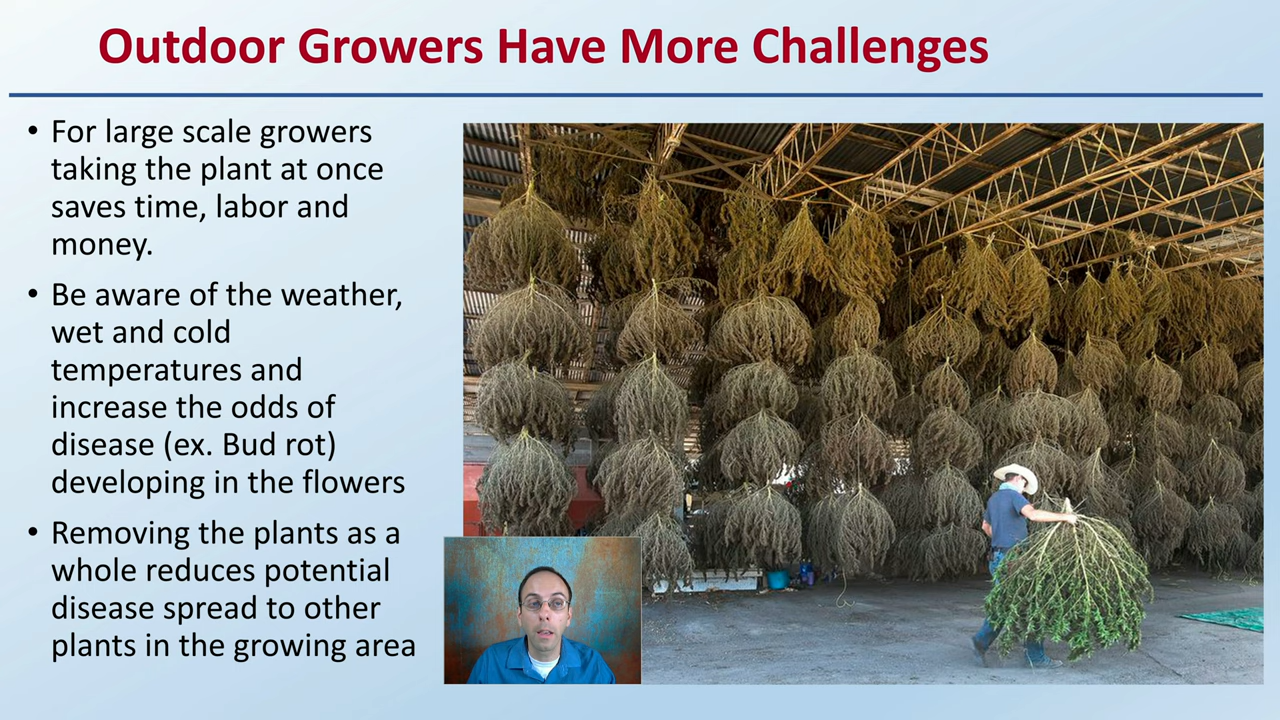 Outdoor Growers Have More Challenges
• For large scale growers
taking the plant at once
saves time, labor and
money.
• Be aware of the weather,
wet and cold
temperatures and
increase the odds of
disease (ex. Bud rot)
developing in the flowers
• Removing the plants as a
whole reduces potential
disease spread to other
plants in the growing area